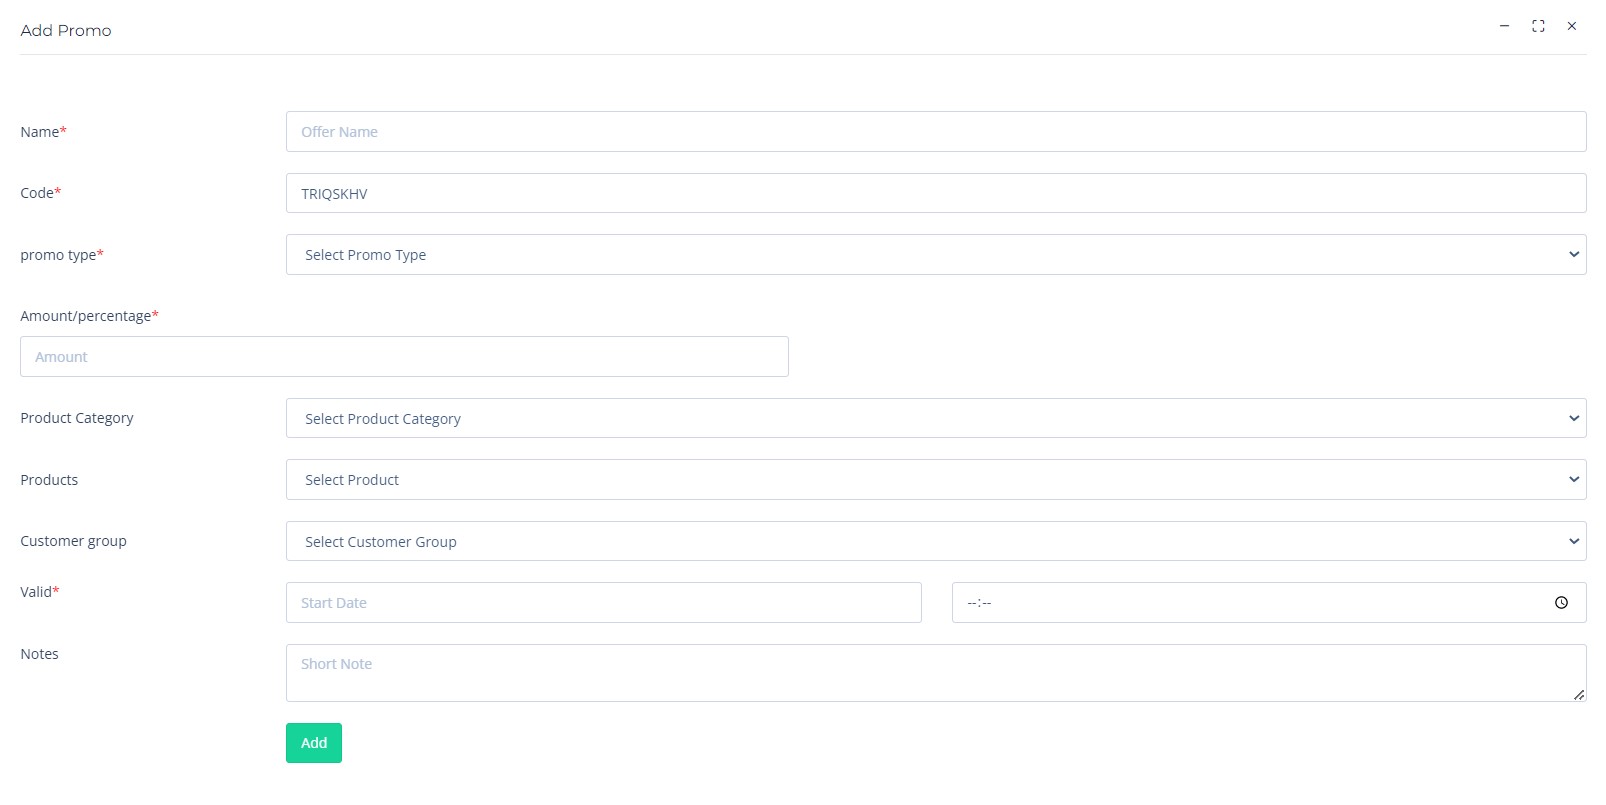 Add Promo
Name*
Offer Name
Code*
TRIQSKHV
promo type*
Select Promo Type
Amount/percentage*
Amount
Product Category
Select Product Category
Products
Select Product
Customer group
Select Customer Group
Valid*
Start Date
--:--
Notes
Short Note
Add